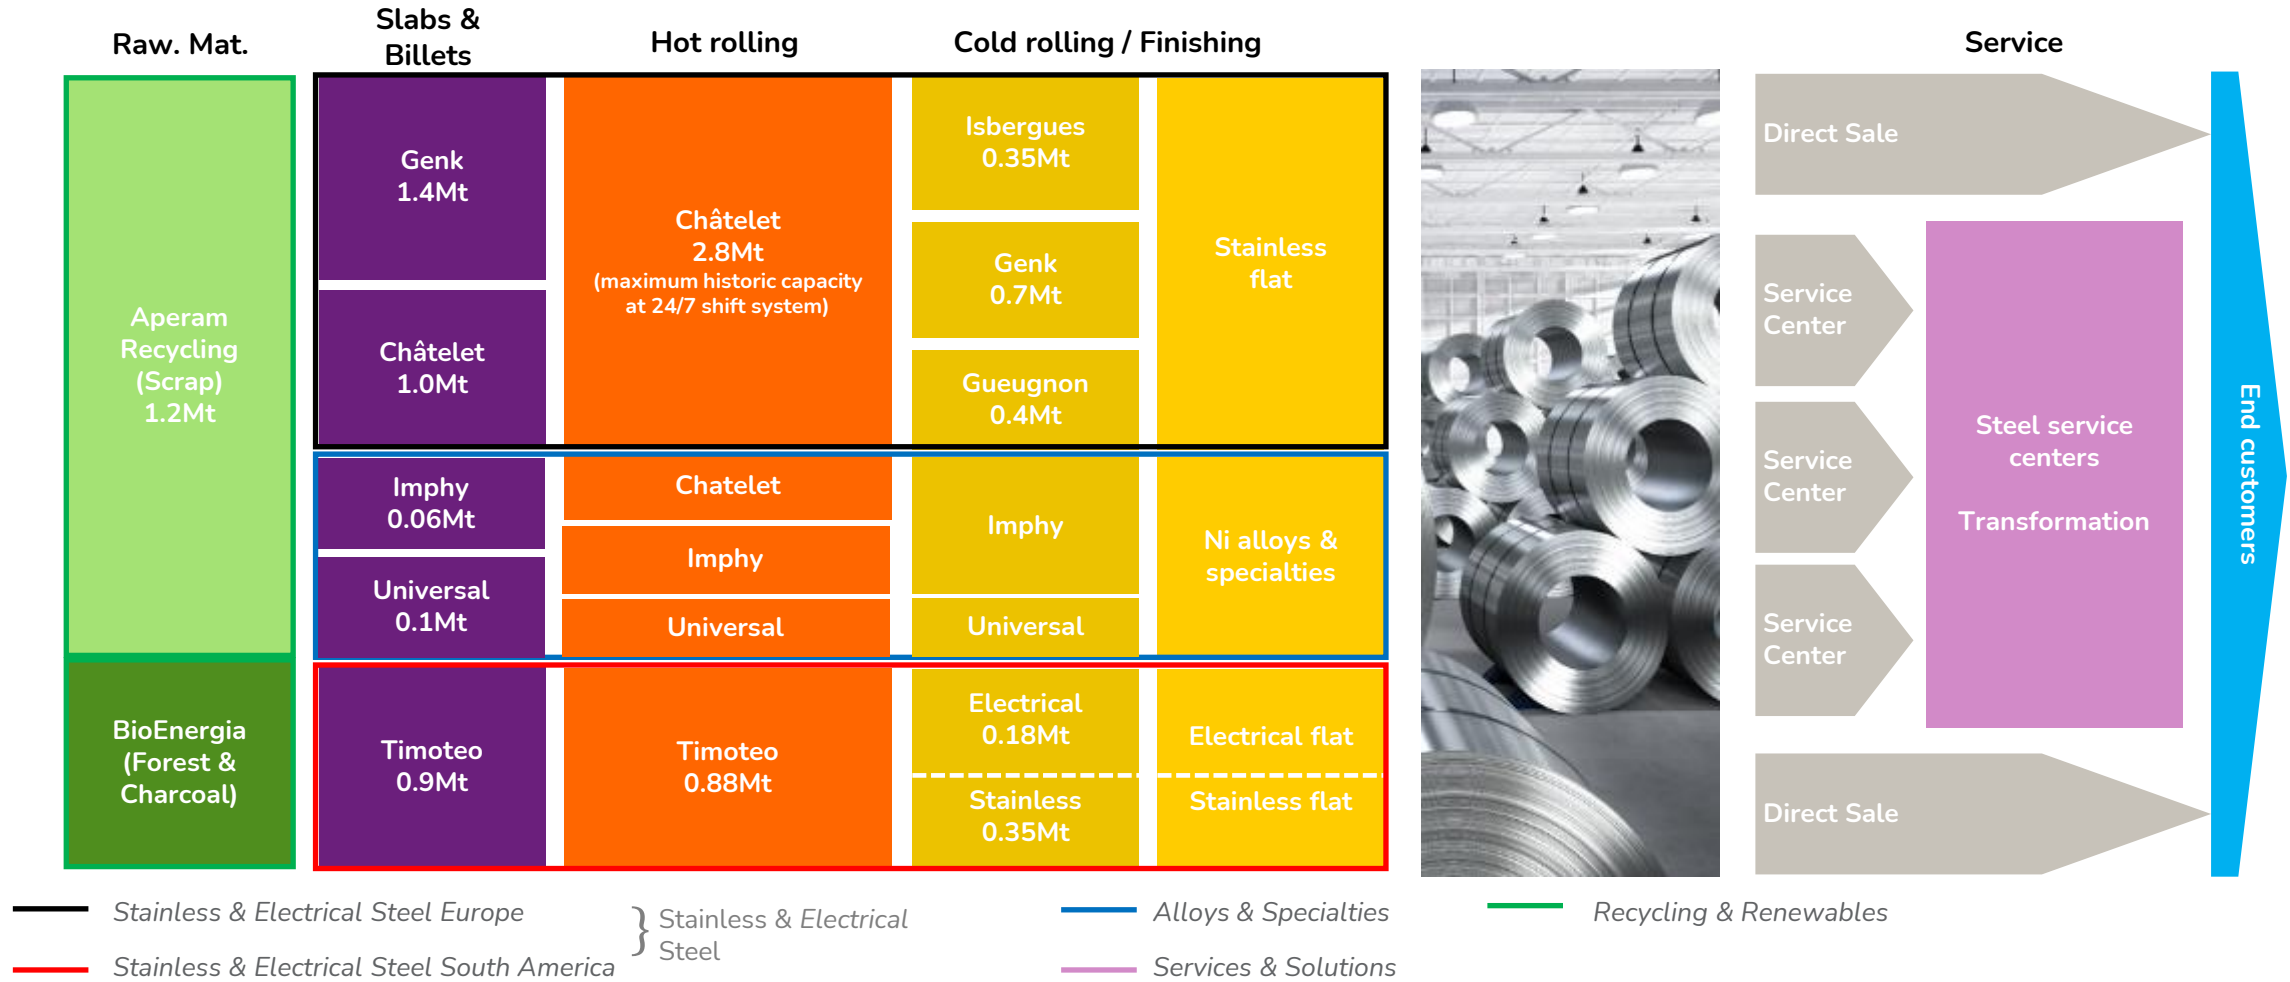 Raw. Mat.
Slabs &
Billets
Hot rolling
Cold rolling / Finishing
Service
Aperam
Recycling
(Scrap)
1.2Mt
BioEnergia
(Forest &
Charcoal)
Genk
1.4Mt
Châtelet
1.0Mt
Châtelet
2.8Mt
(maximum historic capacity
at 24/7 shift system)
Isbergues
0.35Mt
Genk
0.7Mt
Gueugnon
0.4Mt
Stainless
flat
Imphy
0.06Mt
Universal
0.1Mt
Chatelet
Imphy
Universal
Imphy
Universal
Ni alloys &
specialties
Timoteo
0.9Mt
Timoteo
0.88Mt
Electrical
0.18Mt
Stainless
0.35Mt
Electrical flat
Stainless flat
Direct Sale
Service
Center
Service
Center
Service
Center
Direct Sale
Steel service
centers
Transformation
End customers
Stainless & Electrical Steel Europe
Stainless & Electrical Steel South America
} Stainless & Electrical
Steel
Alloys & Specialties
Services & Solutions
Recycling & Renewables